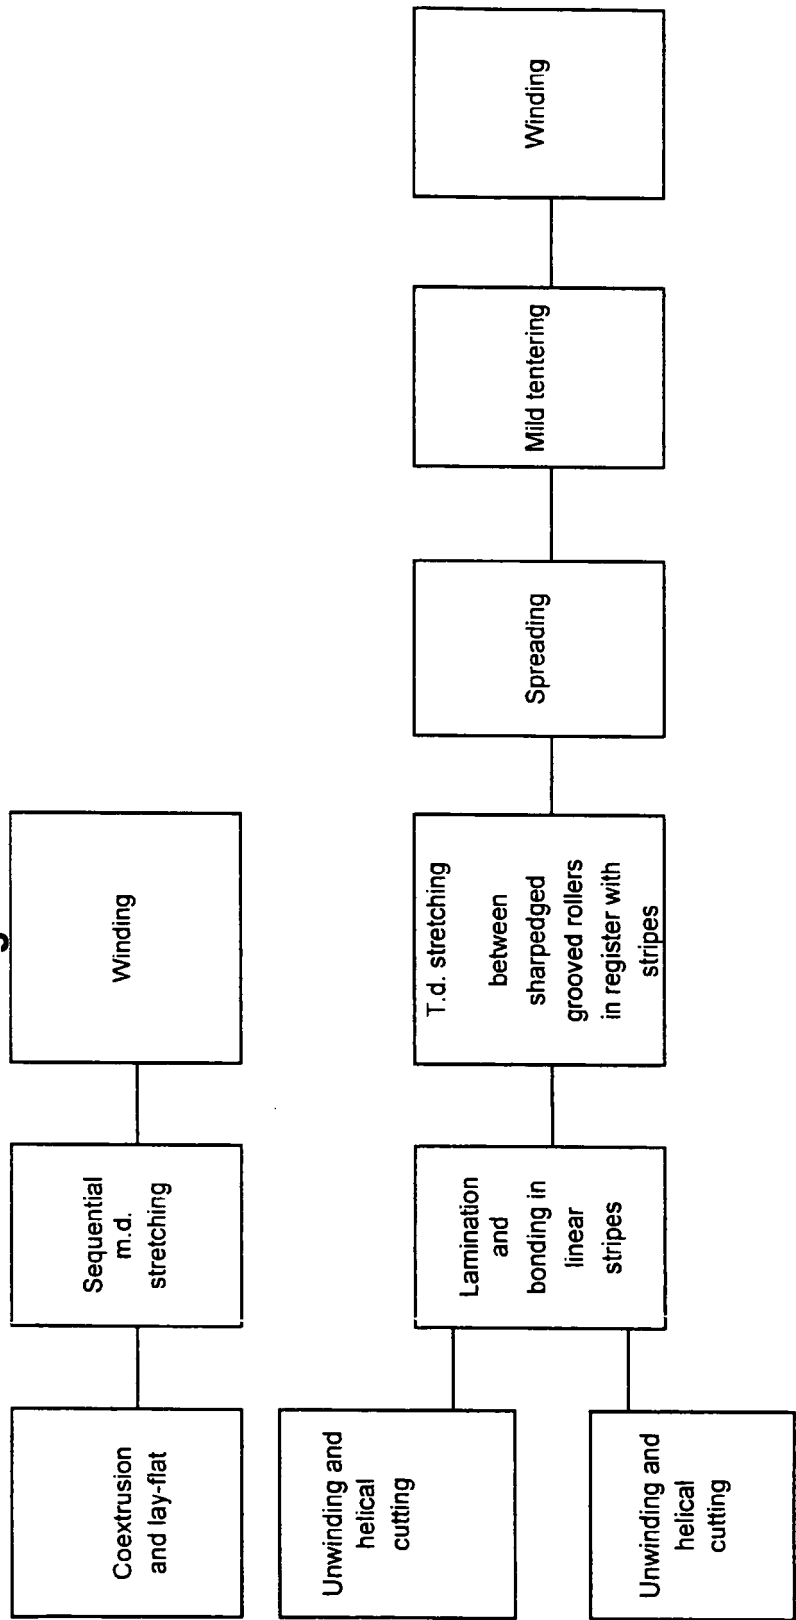 Coextrusion
and lay-flat
Sequential
m.d.
stretching
Winding
Unwinding and
helical
cutting
Unwinding and
helical
cutting
Lamination
and
bonding in
linear
stripes
T.d. stretching
between
sharpedged
grooved rollers
in register with
stripes
Spreading
Mild tentering
Winding